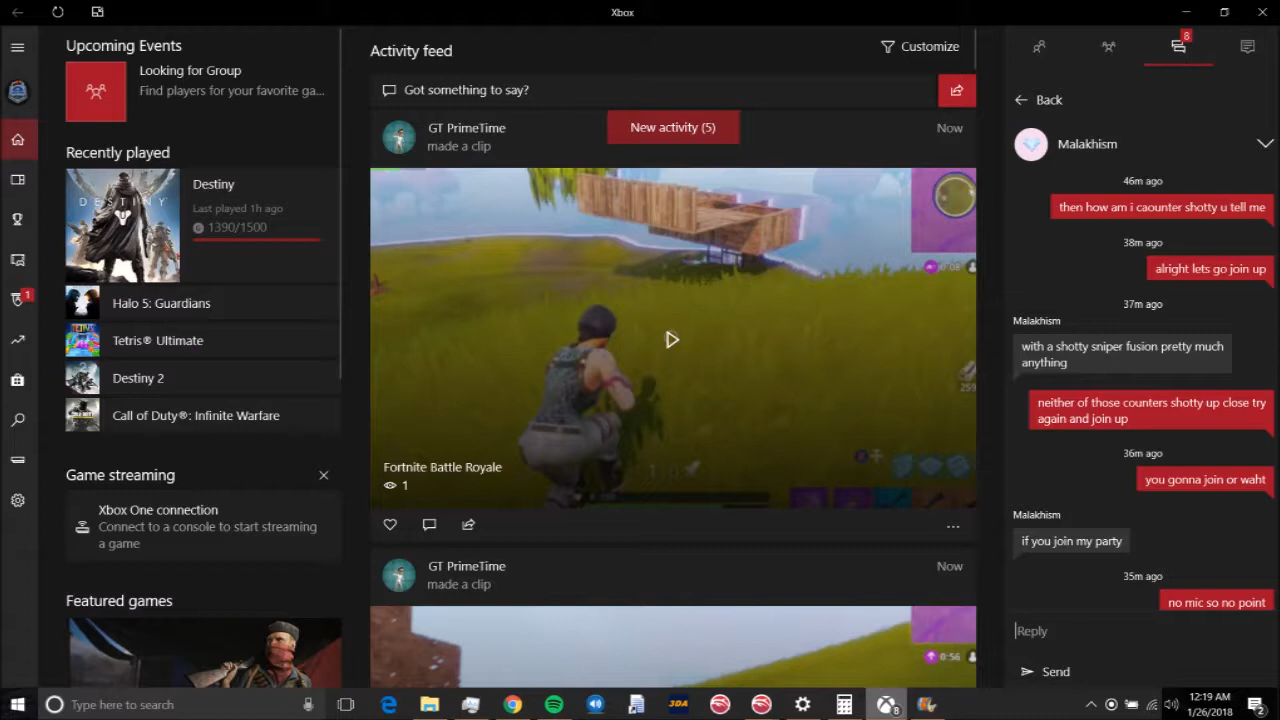 Xbox
Upcoming Events
Looking for Group
Find players for your favorite ga...
Recently played
DESTINY
Destiny
Last played 1h ago
1390/1500
Halo 5: Guardians
TETRIS
Tetris® Ultimate
Destiny 2
Call of Duty®: Infinite Warfare
1
Game streaming
Xbox One connection
Connect to a console to start streaming
a game
Featured games
Activity feed
Customize
Got something to say?
New activity (5)
GT PrimeTime
made a clip
Now
Fortnite Battle Royale
1
GT PrimeTime
made a clip
Now
0:56
8
Back
Malakhism
46m ago
then how am i caounter shotty u tell me
38m ago
alright lets go join up
37m ago
Malakhism
with a shotty sniper fusion pretty much
anything
neither of those counters shotty up close try
again and join up
36m ago
you gonna join or waht
Malakhism
if you join my party
35m ago
no mic so no point
Reply
Send
Type here to search
3DA
8
12:19 AM
1/26/2018
2